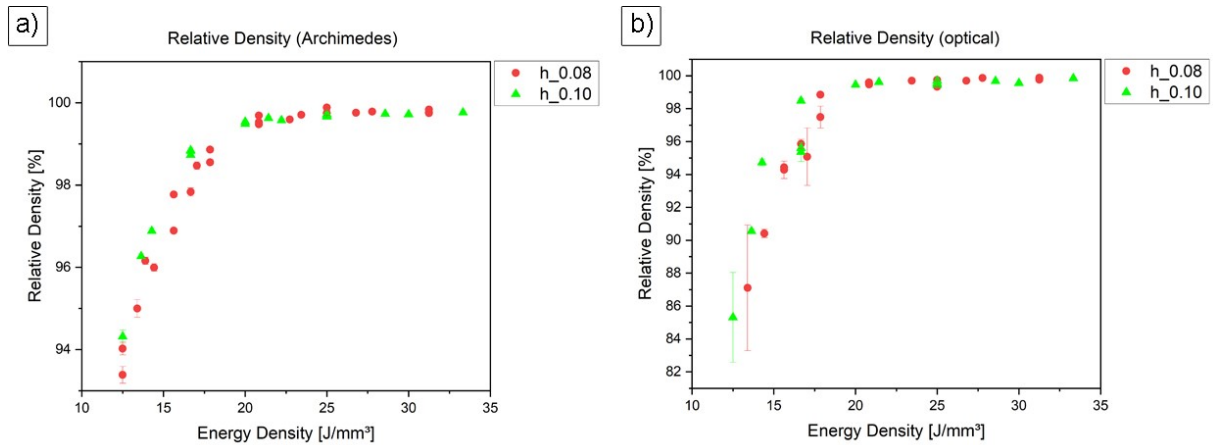 a)
Relative Density (Archimedes)
h_0.08
h_0.10
100
98
96
94
Relative Density [%]
10
15
20
25
30
35
Energy Density [J/mm³]
b)
Relative Density (optical)
h_0.08
h_0.10
100
98
96
94
92
90
88
86
84
82
81
Relative Density [%]
10
15
20
25
30
35
Energy Density [J/mm³]